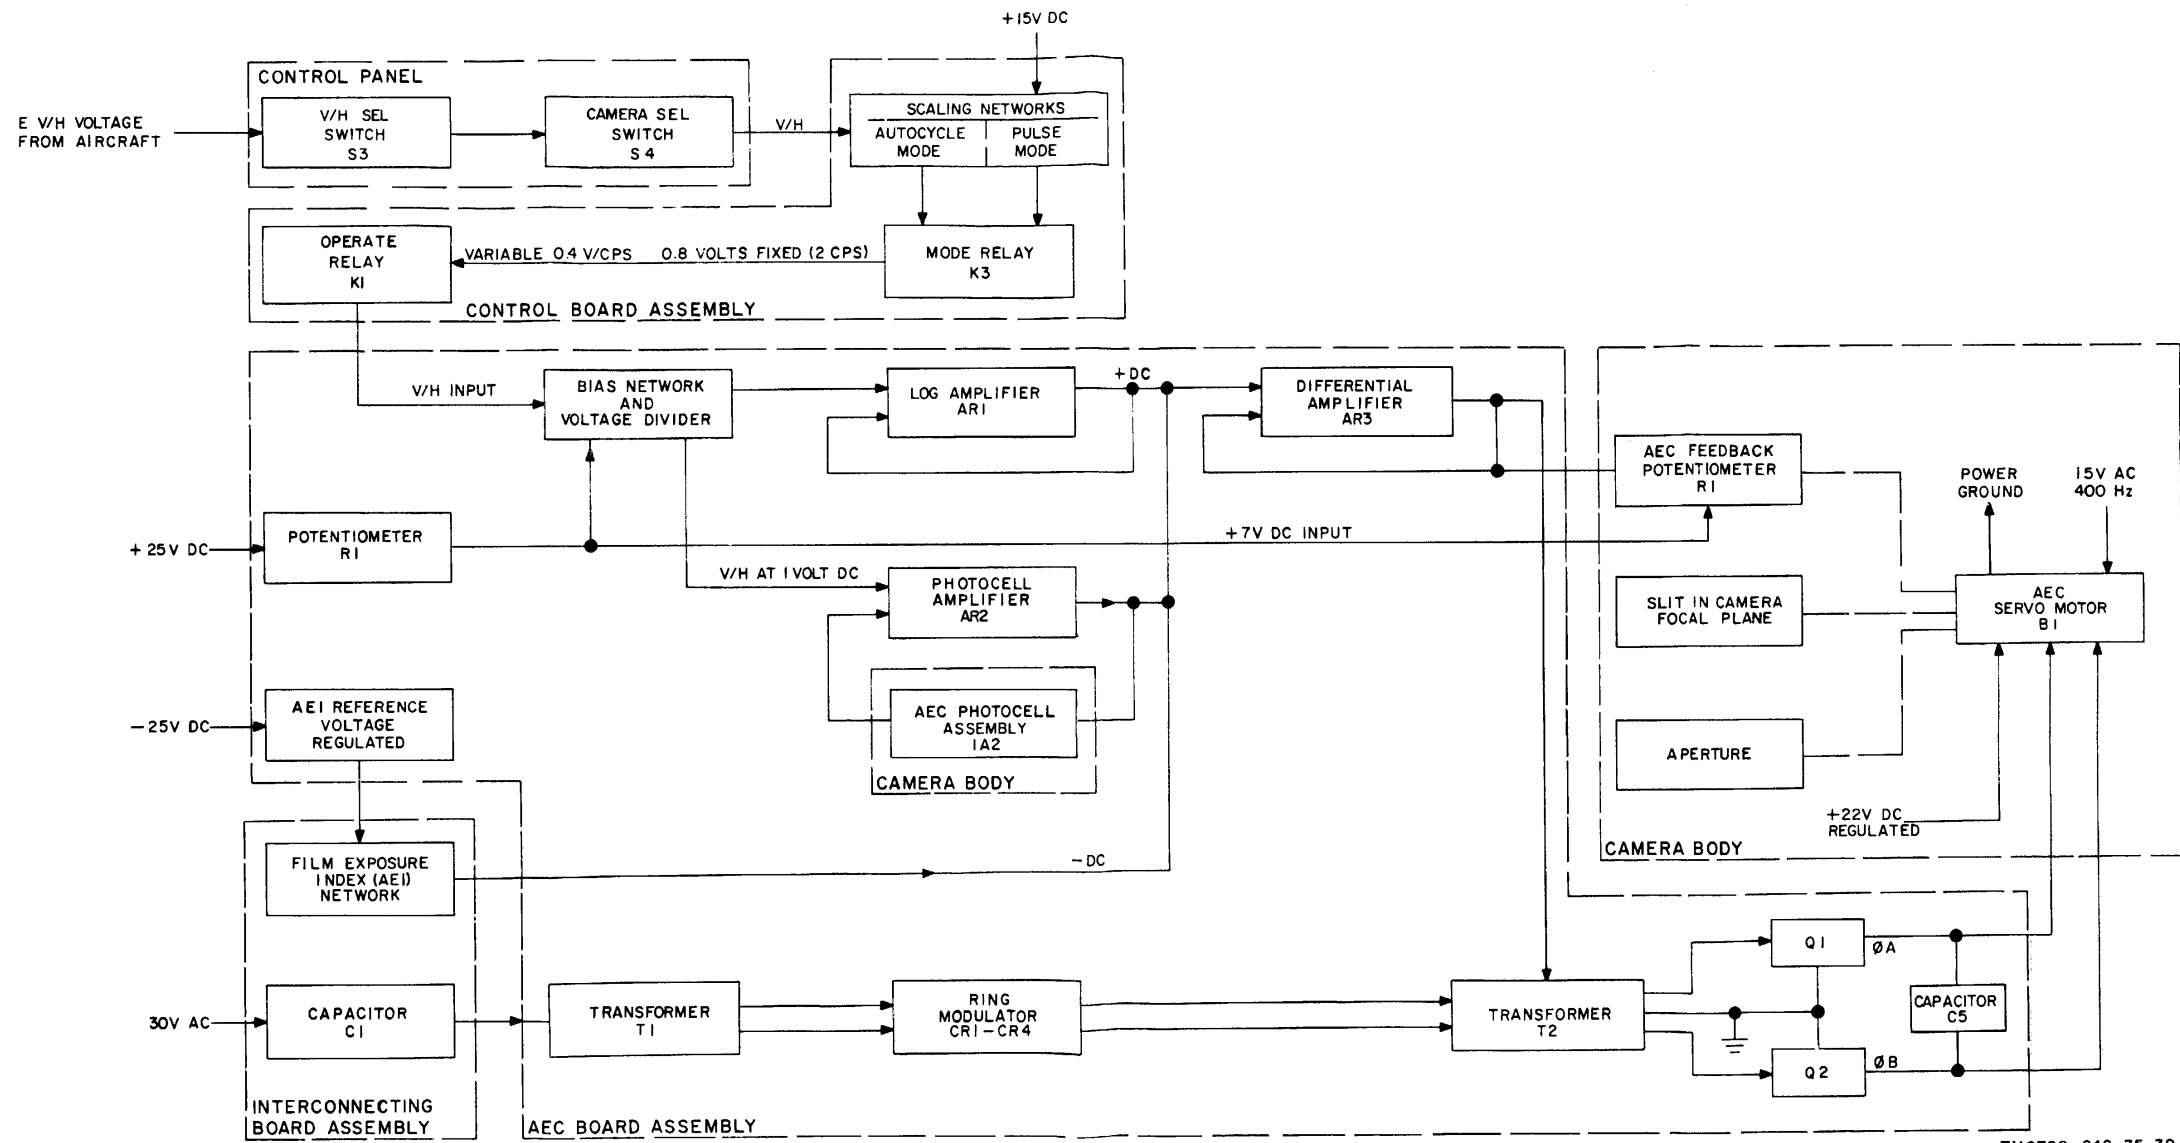 +15V DC
CONTROL PANEL
E V/H VOLTAGE
FROM AIRCRAFT
V/H SEL
SWITCH
S3
CAMERA SEL
SWITCH
S4
V/H
SCALING NETWORKS
AUTOCYCLE
MODE
PULSE
MODE
OPERATE
RELAY
K1
VARIABLE 0.4 V/CPS 0.8 VOLTS FIXED (2 CPS)
MODE RELAY
K3
CONTROL BOARD ASSEMBLY
V/H INPUT
BIAS NETWORK
AND
VOLTAGE DIVIDER
LOG AMPLIFIER
AR1
+DC
DIFFERENTIAL
AMPLIFIER
AR3
AEC FEEDBACK
POTENTIOMETER
R1
POWER
GROUND
15V AC
400 Hz
+25V DC
POTENTIOMETER
R1
+7V DC INPUT
V/H AT 1 VOLT DC
PHOTOCELL
AMPLIFIER
AR2
SLIT IN CAMERA
FOCAL PLANE
AEC
SERVO MOTOR
B1
-25V DC
AEI REFERENCE
VOLTAGE
REGULATED
AEC PHOTOCELL
ASSEMBLY
1A2
CAMERA BODY
APERTURE
+22V DC
REGULATED
CAMERA BODY
FILM EXPOSURE
INDEX (AEI)
NETWORK
-DC
30V AC
CAPACITOR
C1
TRANSFORMER
T1
RING
MODULATOR
CR1-CR4
TRANSFORMER
T2
Q1
ØA
CAPACITOR
C5
Q2
ØB
INTERCONNECTING
BOARD ASSEMBLY
AEC BOARD ASSEMBLY